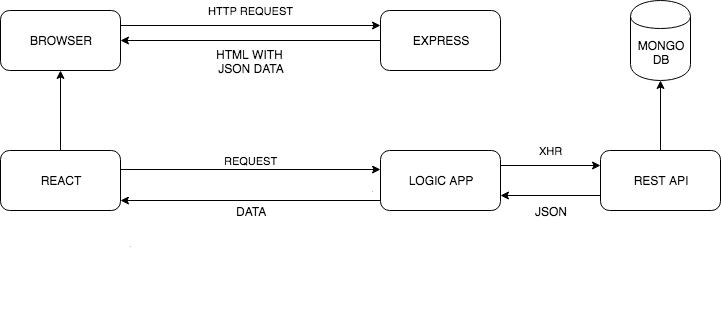 HTTP REQUEST
BROWSER
EXPRESS
HTML WITH
JSON DATA
MONGO
DB
REACT
REQUEST
DATA
LOGIC APP
XHR
JSON
REST API